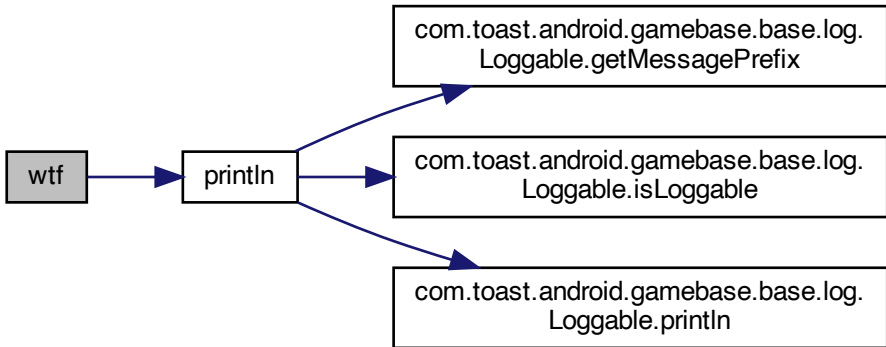 wtf
println
com.toast.android.gamebase.base.log.
Loggable.getMessagePrefix
com.toast.android.gamebase.base.log.
Loggable.isLoggable
com.toast.android.gamebase.base.log.
Loggable.println